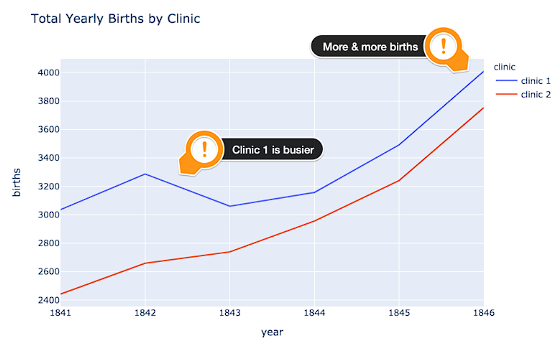 Total Yearly Births by Clinic
More & more births
clinic
clinic 1
clinic 2
Clinic 1 is busier
births
4000
3800
3600
3400
3200
3000
2800
2600
2400
1841 1842 1843 1844 1845 1846
year